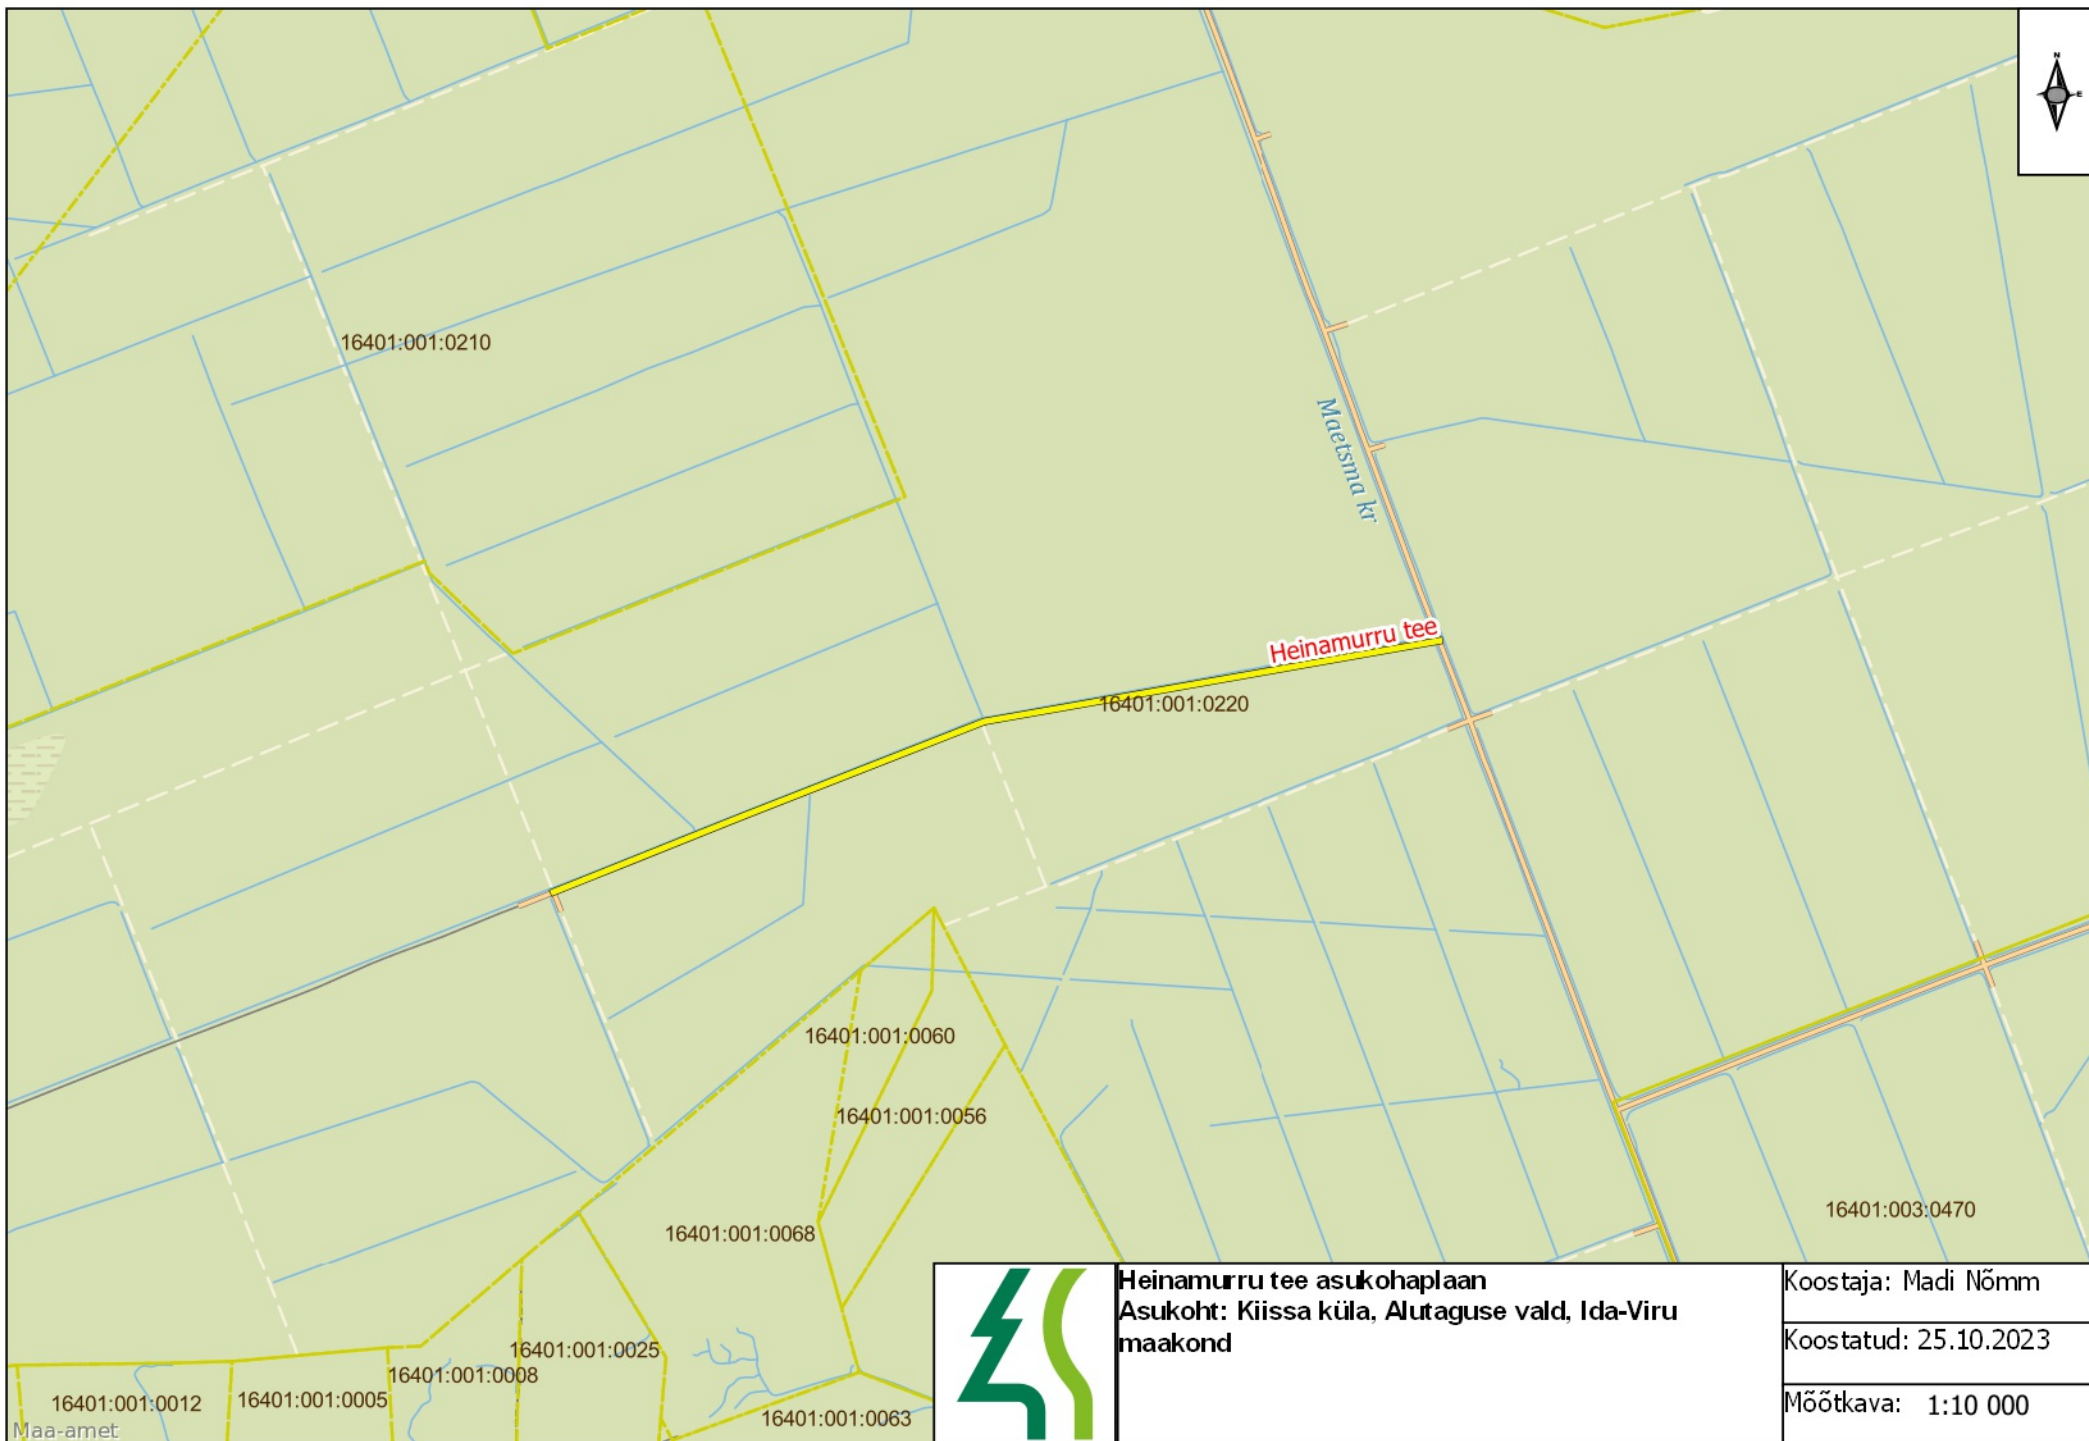 N
E
16401:001:0210
Maetsma kr
Heinamurru tee
16401:001:0220
16401:001:0060
16401:001:0056
16401:001:0068
16401:003:0470
16401:001:0025
16401:001:0008
16401:001:0005
16401:001:0012
16401:001:0063
Maa-amet
Heinamurru tee asukohaplaan
Asukoht: Kiissa küla, Alutaguse vald, Ida-Viru
maakond
Koostaja: Madi Nõmm
Koostatud: 25.10.2023
Mõõtkava: 1:10 000